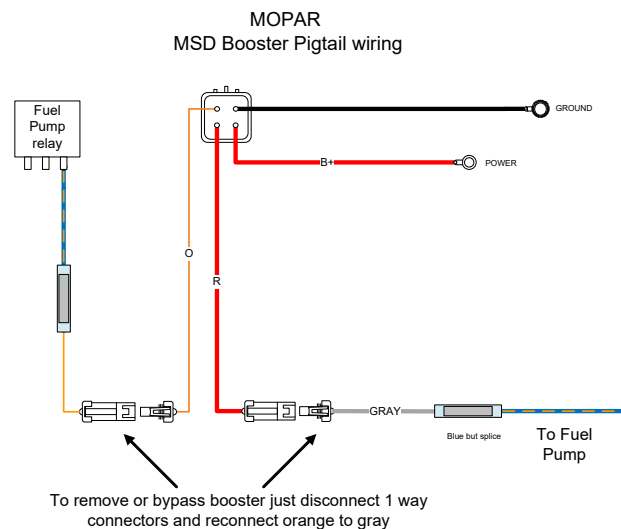 MOPAR
MSD Booster Pigtail wiring
Fuel
Pump
relay
GROUND
B+
POWER
O
R
GRAY
Blue but splice
To Fuel
Pump
To remove or bypass booster just disconnect 1 way
connectors and reconnect orange to gray